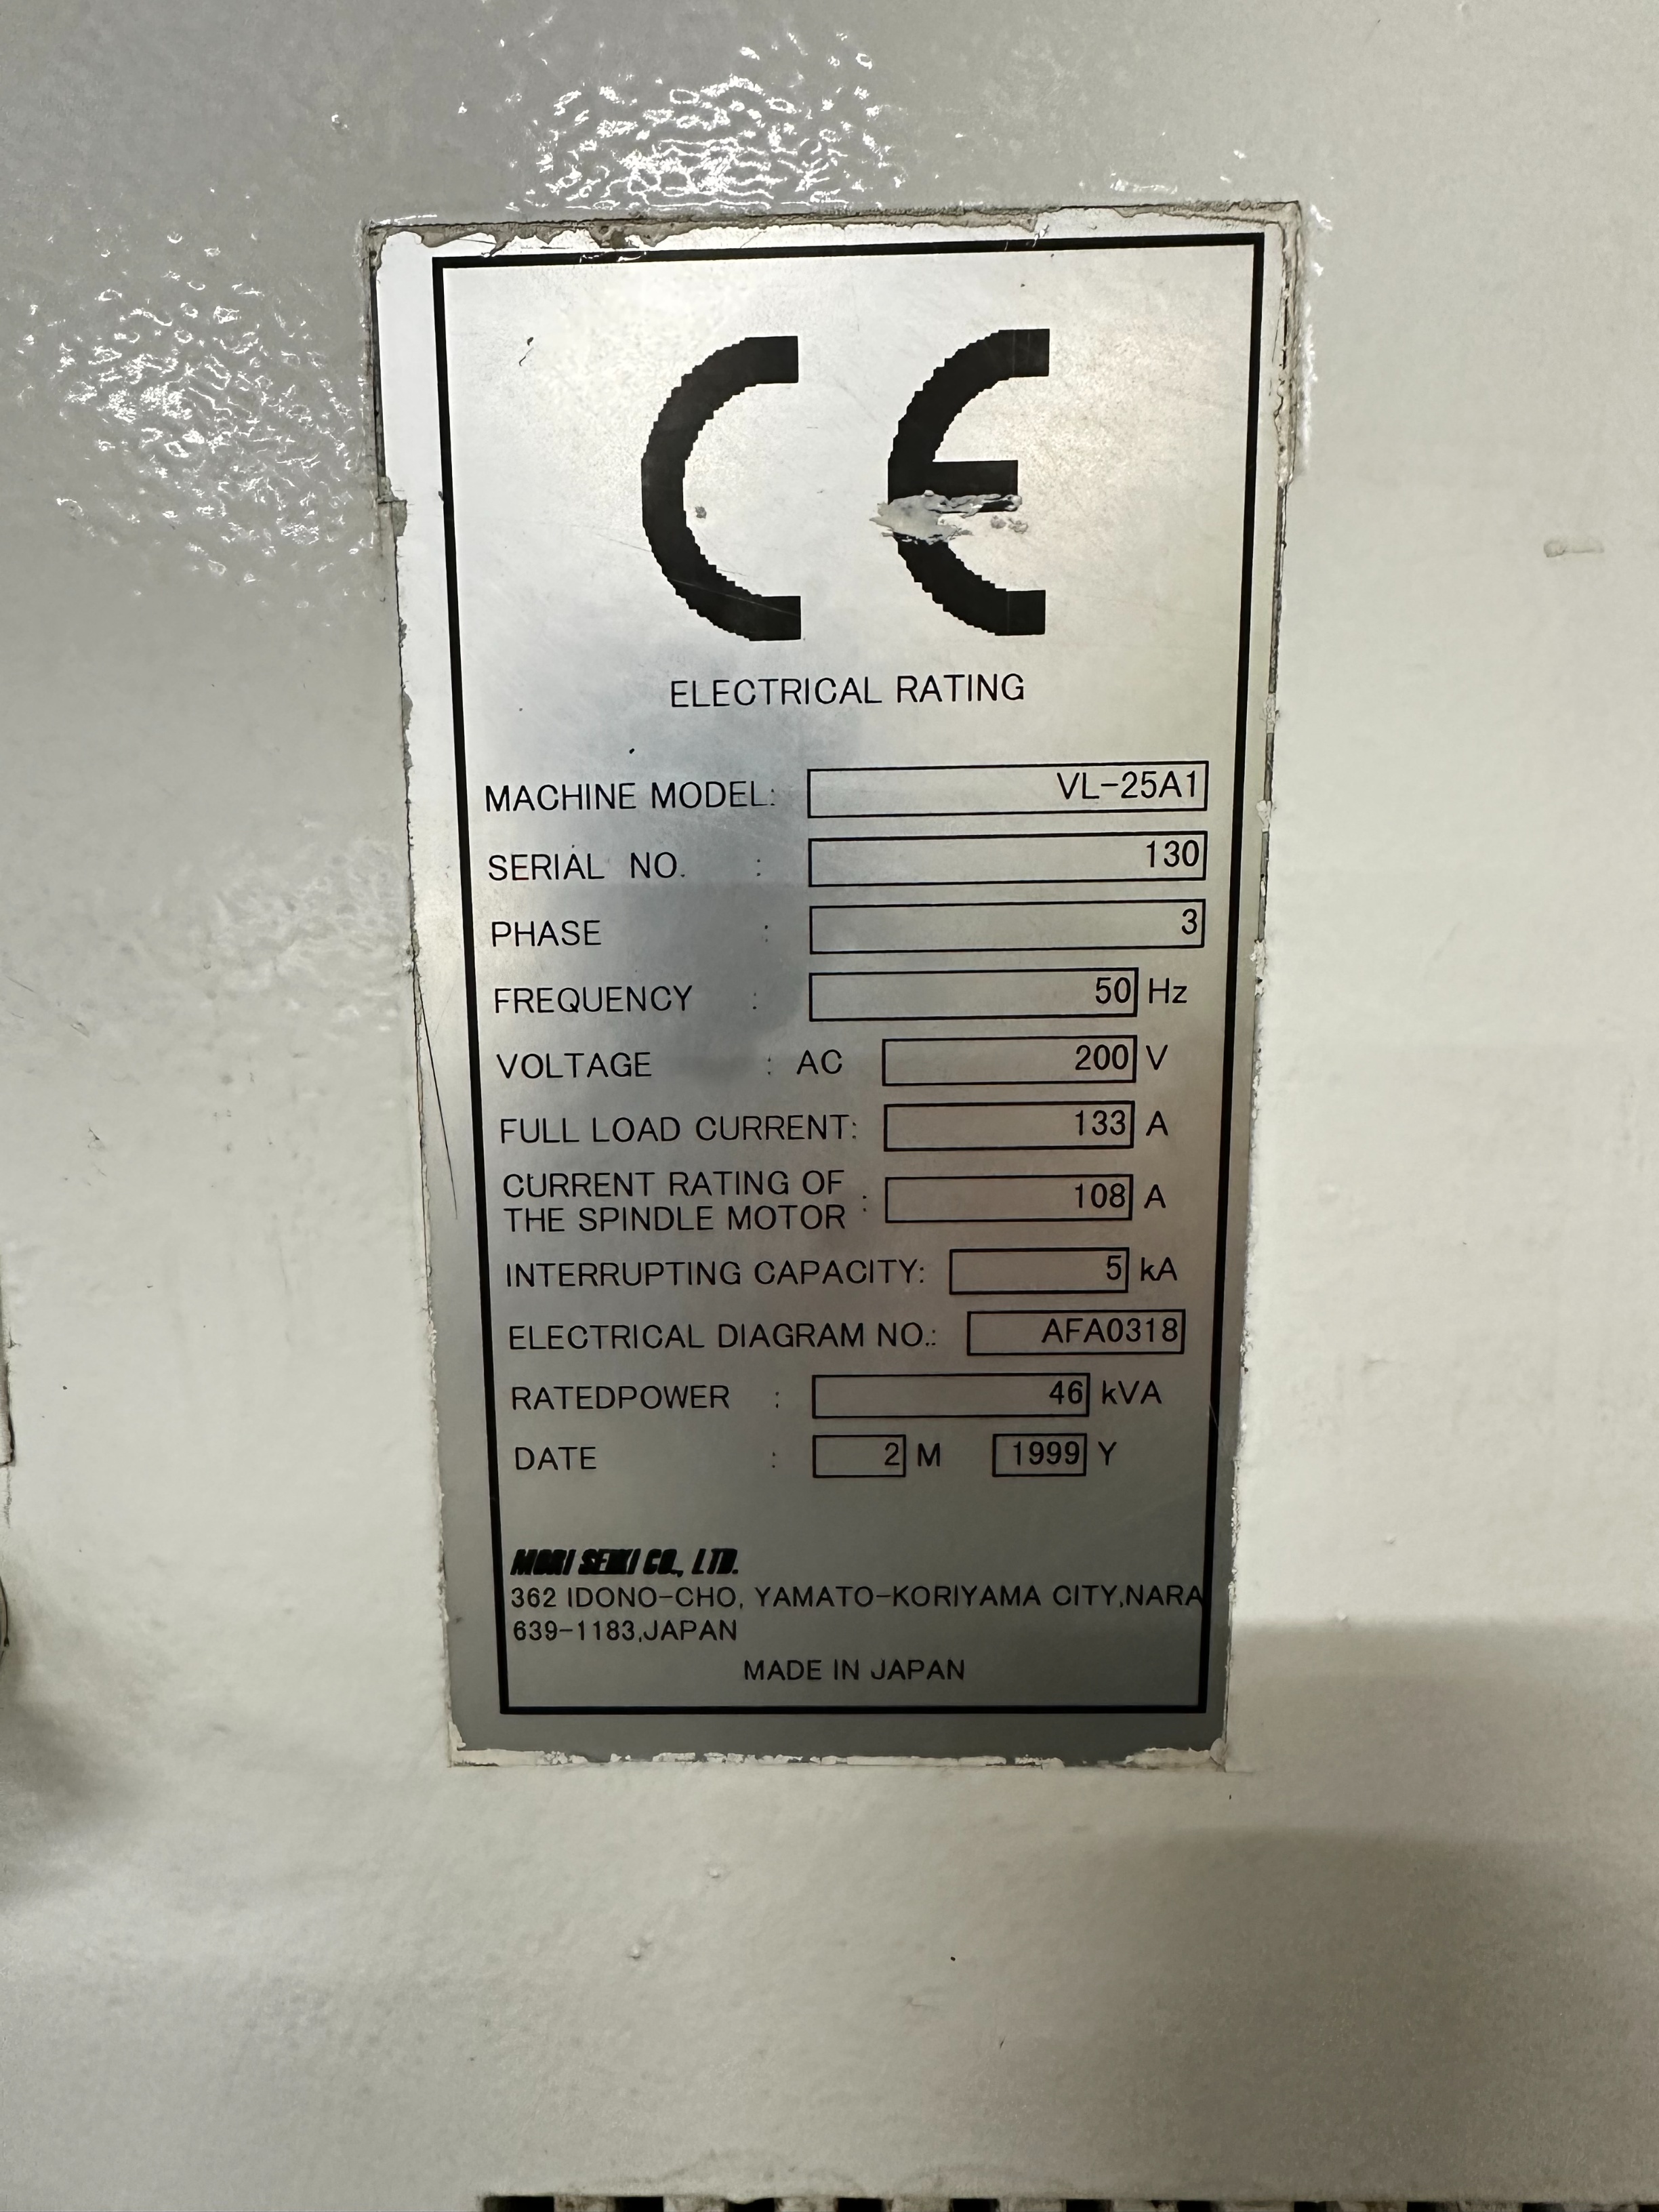 CE
ELECTRICAL RATING
MACHINE MODEL: VL-25A1
SERIAL NO. : 130
PHASE : 3
FREQUENCY : 50 Hz
VOLTAGE : AC 200 V
FULL LOAD CURRENT: 133 A
CURRENT RATING OF
THE SPINDLE MOTOR : 108 A
INTERRUPTING CAPACITY: 5 kA
ELECTRICAL DIAGRAM NO.: AFA0318
RATEDPOWER : 46 kVA
DATE : 2 M 1999 Y
MORI SEIKI CO., LTD.
362 IDONO-CHO, YAMATO-KORIYAMA CITY,NARA
639-1183,JAPAN
MADE IN JAPAN